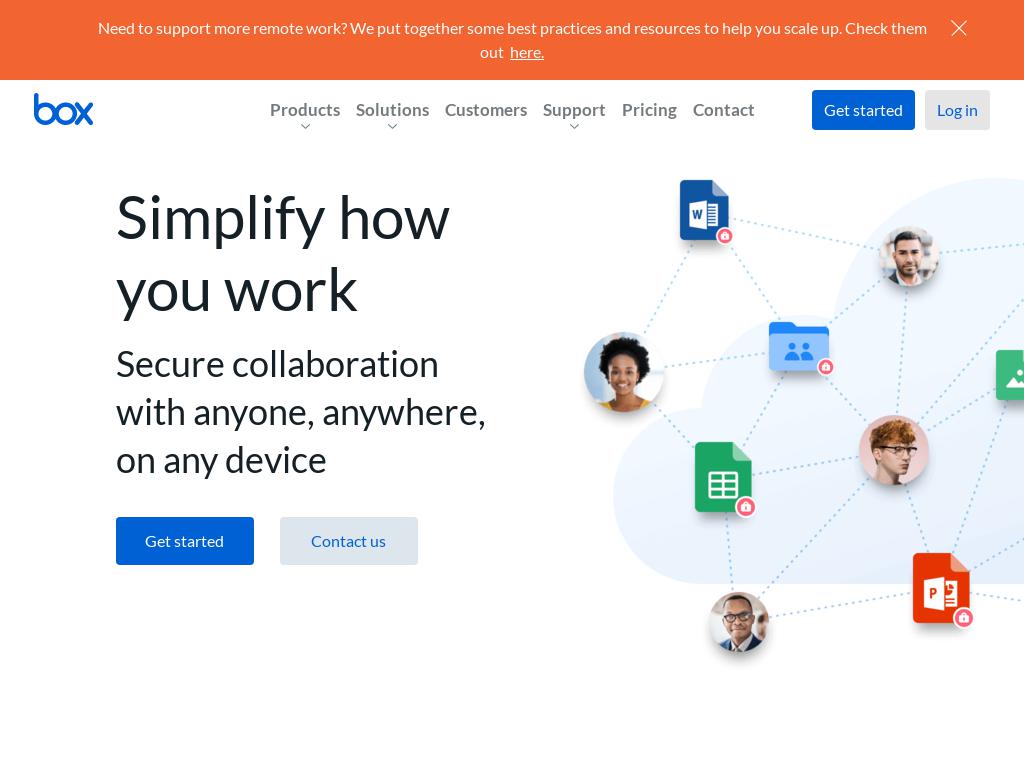 Need to support more remote work? We put together some best practices and resources to help you scale up. Check them
out here.
box
Products
Solutions
Customers
Support
Pricing
Contact
Get started
Log in
Simplify how
you work
Secure collaboration
with anyone, anywhere,
on any device
Get started
Contact us
W
P